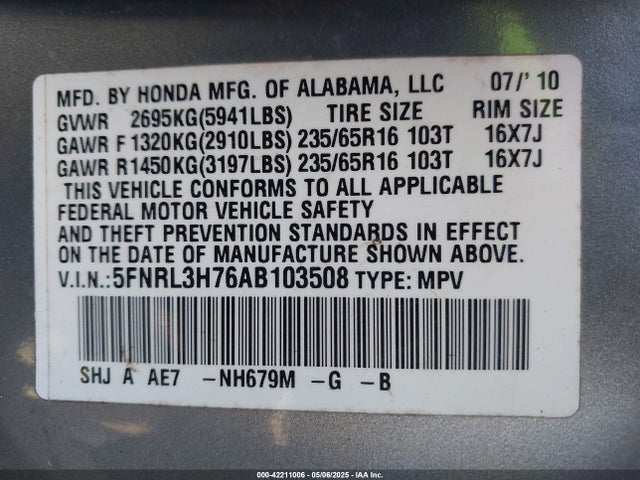 MFD. BY HONDA MFG. OF ALABAMA, LLC 07/'10
GVWR 2695KG(5941LBS) TIRE SIZE RIM SIZE
GAWR F 1320KG(2910LBS) 235/65R16 103T 16X7J
GAWR R1450KG(3197LBS) 235/65R16 103T 16X7J
THIS VEHICLE CONFORMS TO ALL APPLICABLE
FEDERAL MOTOR VEHICLE SAFETY
AND THEFT PREVENTION STANDARDS IN EFFECT
ON THE DATE OF MANUFACTURE SHOWN ABOVE.
V.I.N.:5FNRL3H76AB103508 TYPE: MPV
SHJ A AE7 -NH679M -G -B
000-42211006 - 05/06/2025 - IAA Inc.